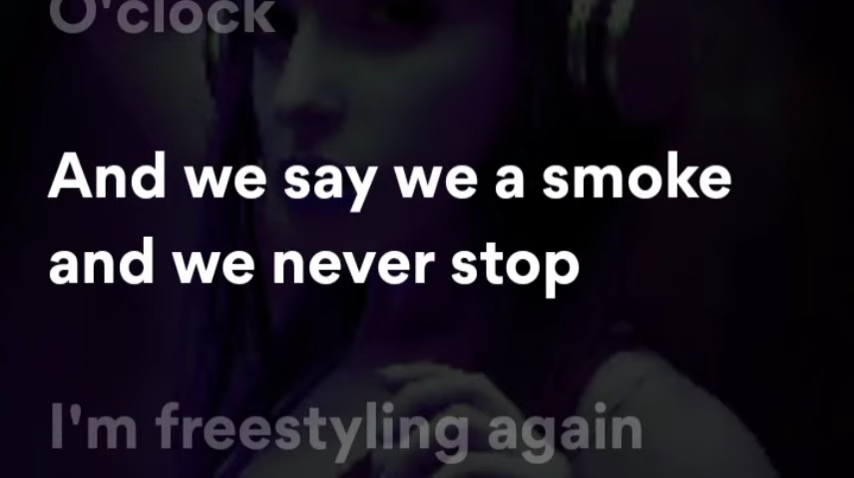 O'clock
And we say we a smoke
and we never stop
I'm freestyling again